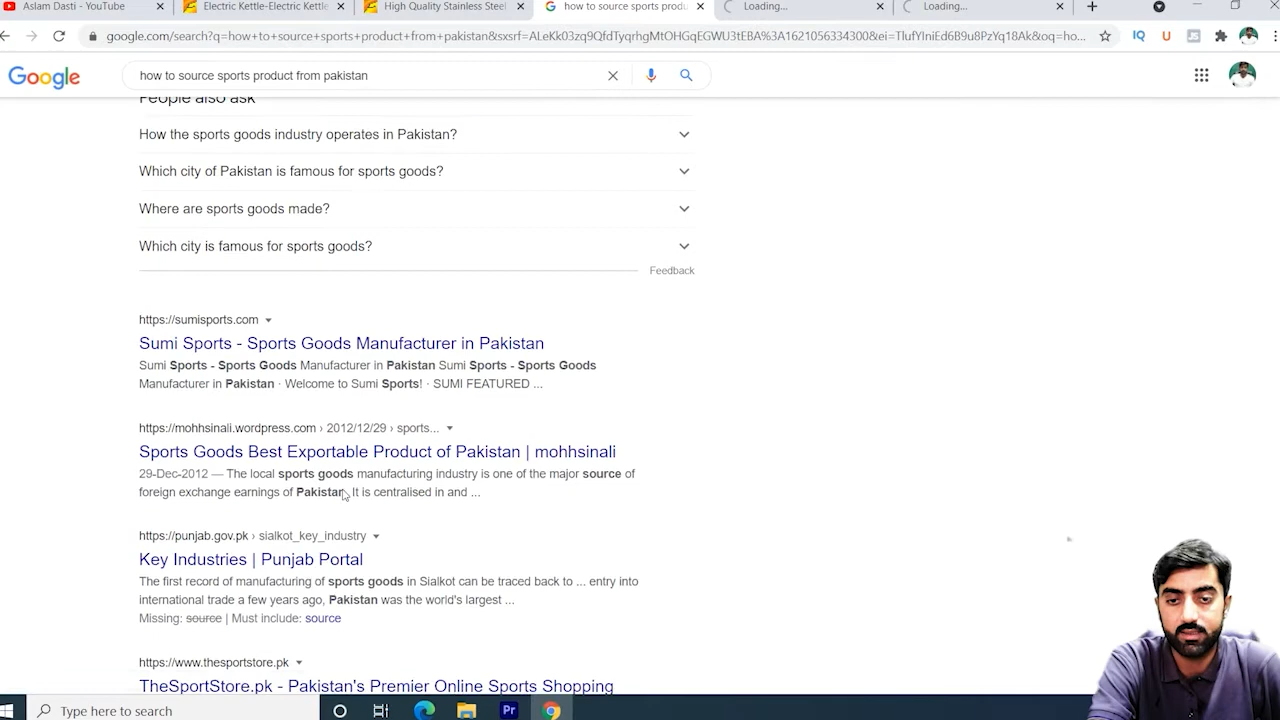 Aslam Dasti - YouTube
Electric Kettle-Electric Kettle
High Quality Stainless Steel
how to source sports produ
Loading...
Loading...
google.com/search?q=how+to+source+sports+product+from+pakistan&sxsrf=ALeKk03zq9QfdTyqrhgMtOHGqEGWU3tEBA%3A1621056334300&ei=TlufYIniEd6B9u8PzYq18Ak&oq=ho...
IQ
U
JS
Google
how to source sports product from pakistan
People also ask
How the sports goods industry operates in Pakistan?
Which city of Pakistan is famous for sports goods?
Where are sports goods made?
Which city is famous for sports goods?
Feedback
https://sumisports.com
Sumi Sports - Sports Goods Manufacturer in Pakistan
Sumi Sports - Sports Goods Manufacturer in Pakistan Sumi Sports - Sports Goods
Manufacturer in Pakistan · Welcome to Sumi Sports! · SUMI FEATURED ...
https://mohhsinali.wordpress.com › 2012/12/29 › sports...
Sports Goods Best Exportable Product of Pakistan | mohhsinali
29-Dec-2012 — The local sports goods manufacturing industry is one of the major source of
foreign exchange earnings of Pakistan. It is centralised in and ...
https://punjab.gov.pk › sialkot_key_industry
Key Industries | Punjab Portal
The first record of manufacturing of sports goods in Sialkot can be traced back to ... entry into
international trade a few years ago, Pakistan was the world's largest ...
Missing: source | Must include: source
https://www.thesportstore.pk
TheSportStore.pk - Pakistan's Premier Online Sports Shopping
Type here to search
Pr